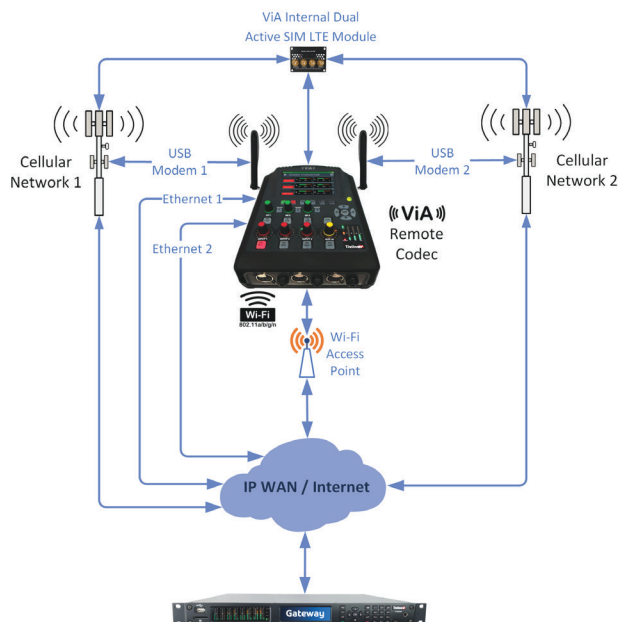 ViA Internal Dual
Active SIM LTE Module
Cellular
Network 1
USB
Modem 1
USB
Modem 2
Cellular
Network 2
Ethernet 1
Ethernet 2
ViA
Remote
Codec
Tieline
Wi-Fi
802.11a/b/g/n
Wi-Fi
Access
Point
IP WAN / Internet
Gateway